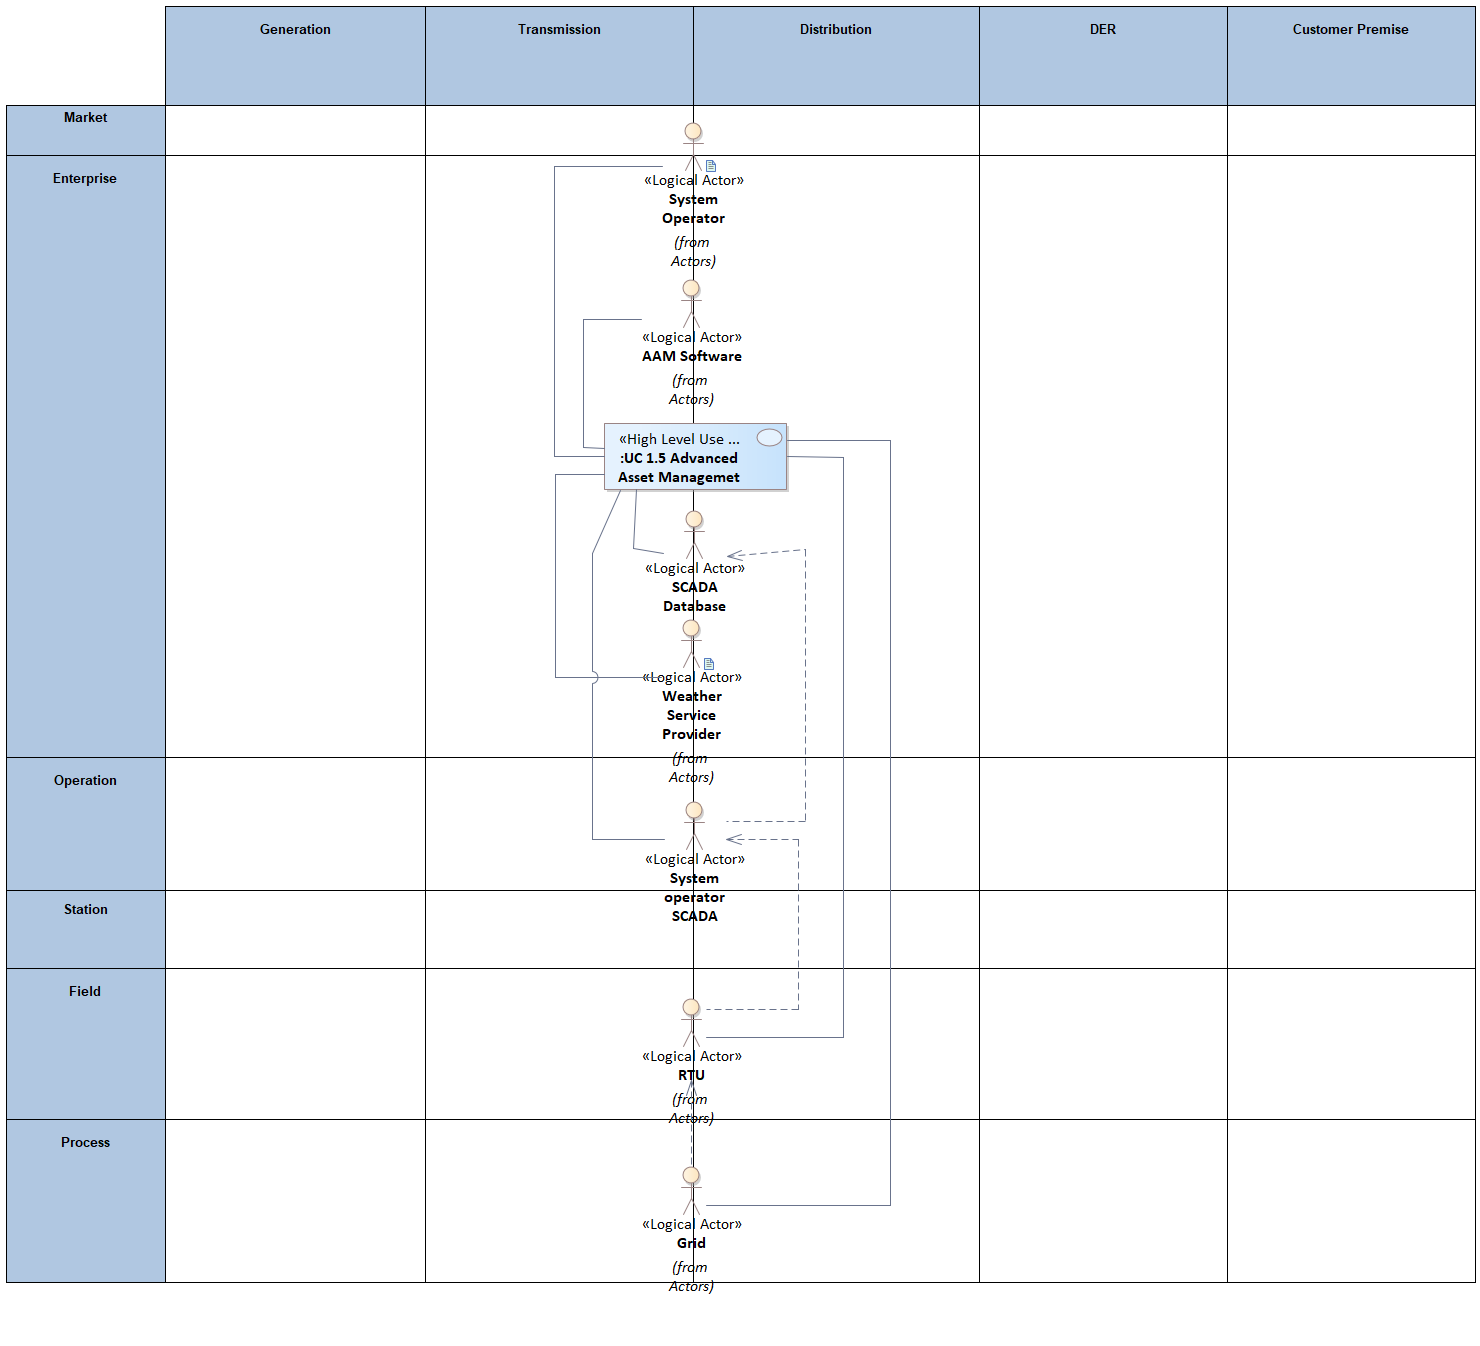 Generation
Transmission
Distribution
DER
Customer Premise
Market
Enterprise
«Logical Actor»
System
Operator
(from
Actors)
«Logical Actor»
AAM Software
(from
Actors)
«High Level Use ...
:UC 1.5 Advanced
Asset Managemet
«Logical Actor»
SCADA
Database
«Logical Actor»
Weather
Service
Provider
(from
Actors)
Operation
«Logical Actor»
System
operator
SCADA
Station
Field
«Logical Actor»
RTU
(from
Actors)
Process
«Logical Actor»
Grid
(from
Actors)